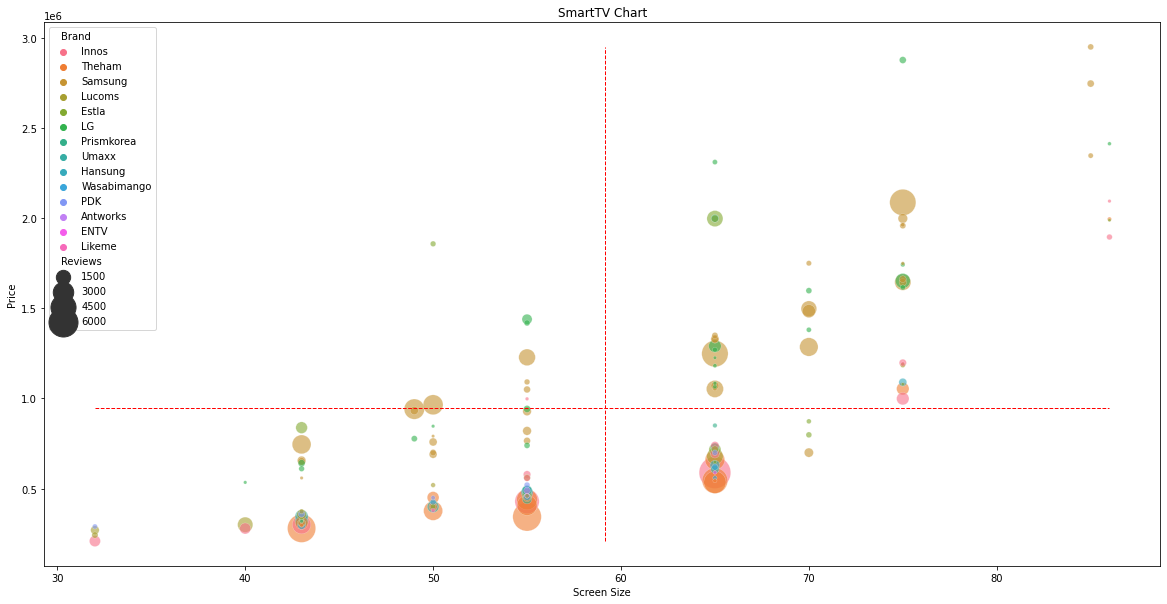 SmartTV Chart
1e6
3.0
2.5
2.0
1.5
1.0
0.5
Price
Brand
Innos
Theham
Samsung
Lucoms
Estla
LG
Prismkorea
Umaxx
Hansung
Wasabimango
PDK
Antworks
ENTV
Likeme
Reviews
1500
3000
4500
6000
30 40 50 60 70 80
Screen Size